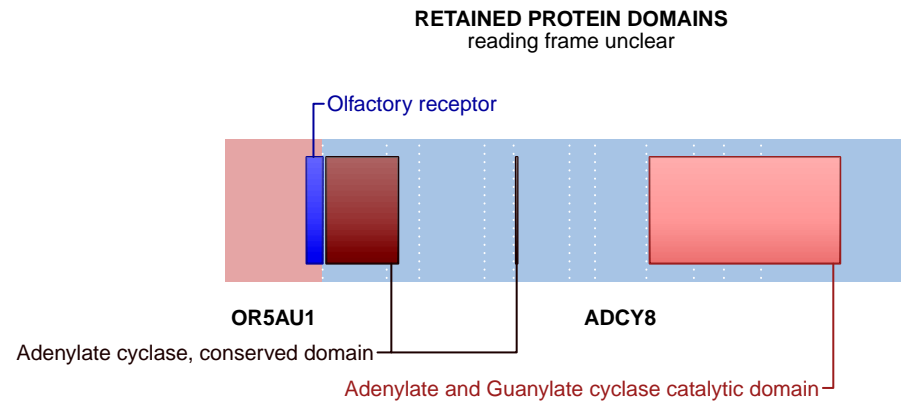 RETAINED PROTEIN DOMAINS
reading frame unclear
Olfactory receptor
OR5AU1
ADCY8
Adenylate cyclase, conserved domain
Adenylate and Guanylate cyclase catalytic domain